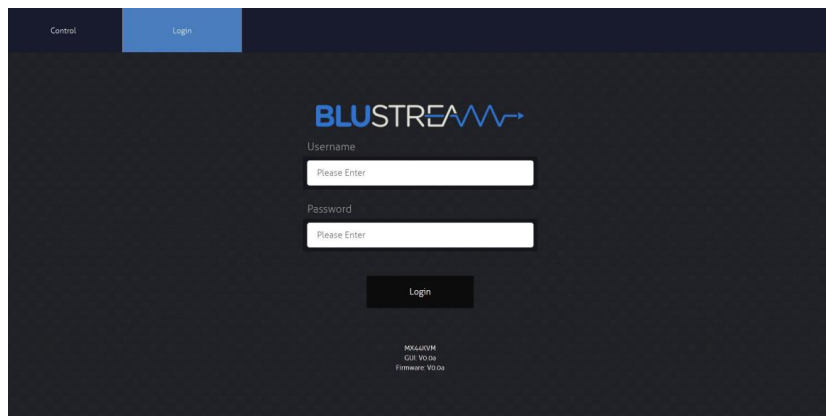 Control
Login
BLUSTREAM
Username
Please Enter
Password
Please Enter
Login
MX44KVM
GUI: V0.0a
Firmware: V0.0a